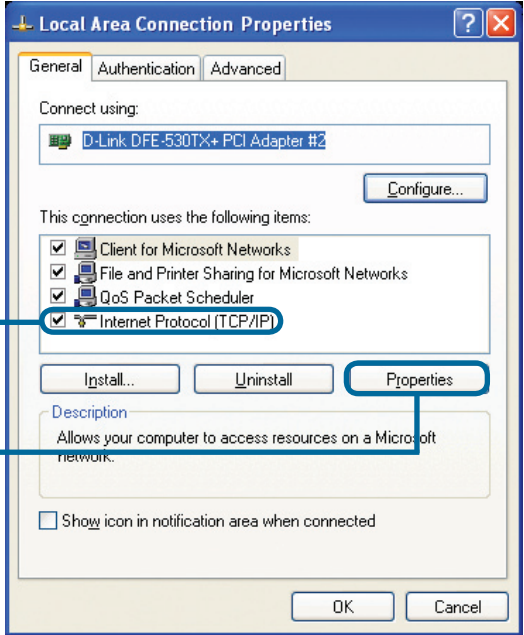 Local Area Connection Properties
General Authentication Advanced
Connect using:
D-Link DFE-530TX+ PCI Adapter #2
Configure...
This connection uses the following items:
Client for Microsoft Networks
File and Printer Sharing for Microsoft Networks
QoS Packet Scheduler
Internet Protocol (TCP/IP)
Install... Uninstall Properties
Description
Allows your computer to access resources on a Microsoft
network.
Show icon in notification area when connected
OK Cancel